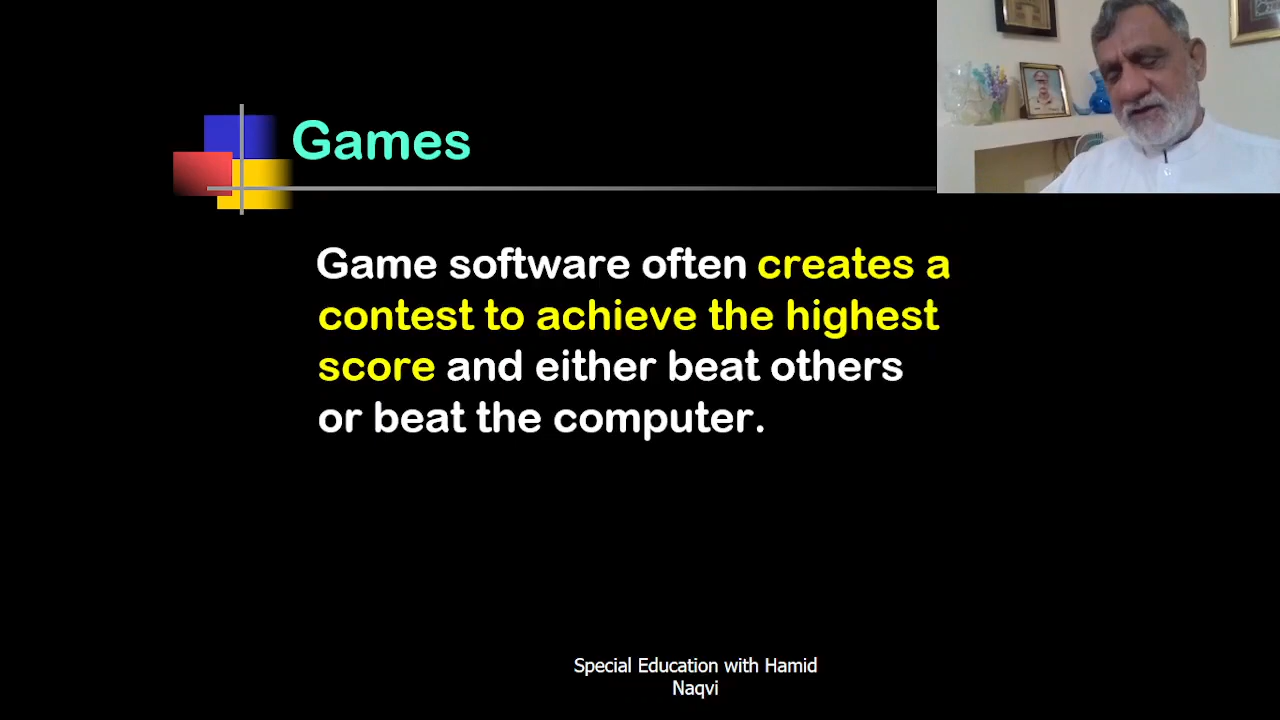 Games
Game software often creates a
contest to achieve the highest
score and either beat others
or beat the computer.
Special Education with Hamid
Naqvi